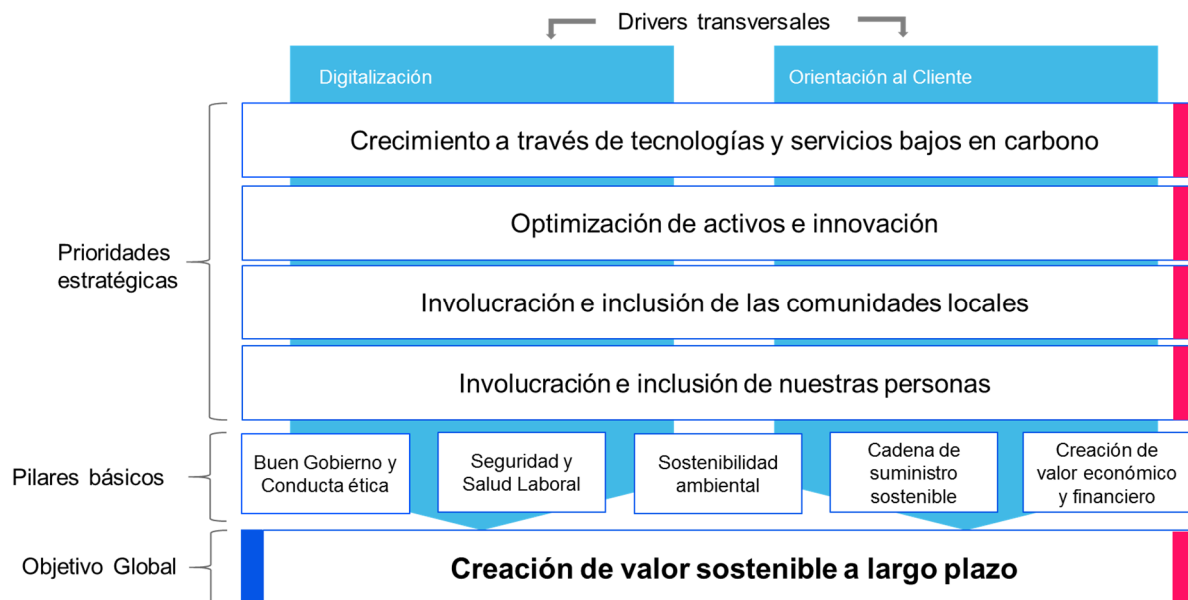 Drivers transversales
Digitalización
Orientación al Cliente
Prioridades
estratégicas
Crecimiento a través de tecnologías y servicios bajos en carbono
Optimización de activos e innovación
Involucración e inclusión de las comunidades locales
Involucración e inclusión de nuestras personas
Pilares básicos
Buen Gobierno y
Conducta ética
Seguridad y
Salud Laboral
Sostenibilidad
ambiental
Cadena de
suministro
sostenible
Creación de
valor económico
y financiero
Objetivo Global
Creación de valor sostenible a largo plazo